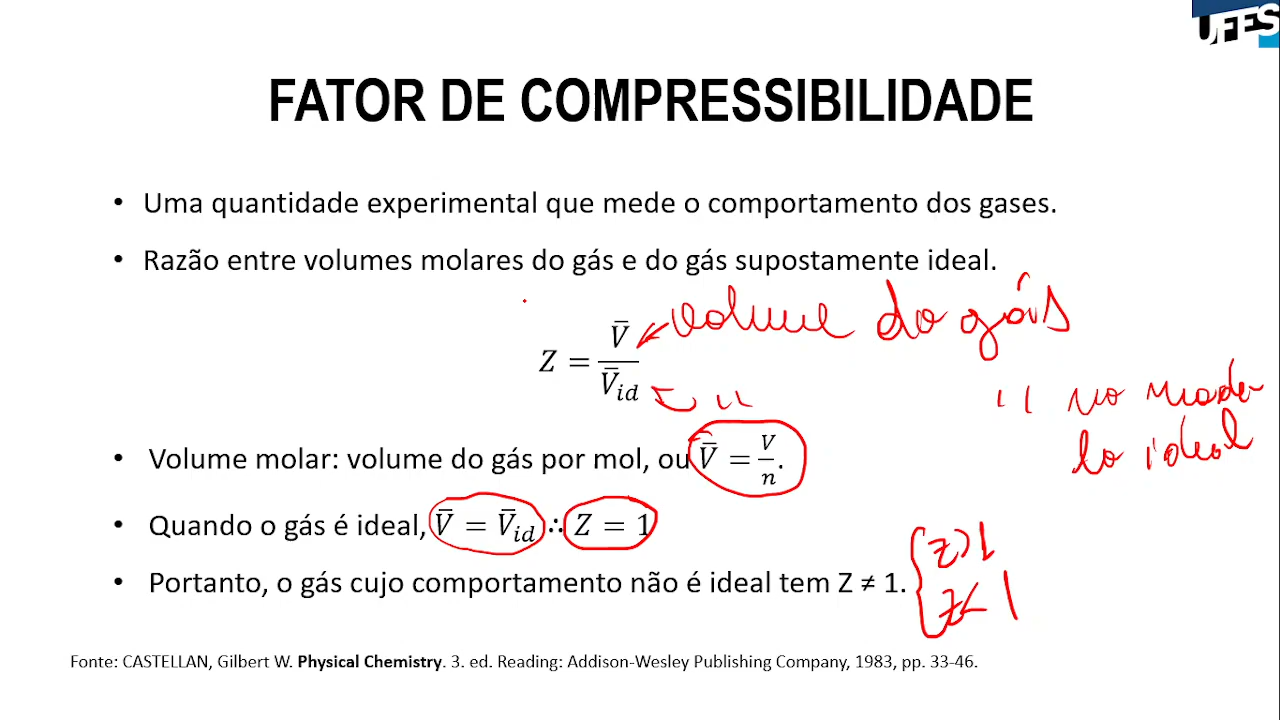 UFES
FATOR DE COMPRESSIBILIDADE
• Uma quantidade experimental que mede o comportamento dos gases.
• Razão entre volumes molares do gás e do gás supostamente ideal.
Z = V̄ / V̄id
volume do gás
" " no modelo ideal
• Volume molar: volume do gás por mol, ou V̄ = V/n.
• Quando o gás é ideal, V̄ = V̄id ∴ Z = 1
• Portanto, o gás cujo comportamento não é ideal tem Z ≠ 1.
Z > 1
Z < 1
Fonte: CASTELLAN, Gilbert W. Physical Chemistry. 3. ed. Reading: Addison-Wesley Publishing Company, 1983, pp. 33-46.